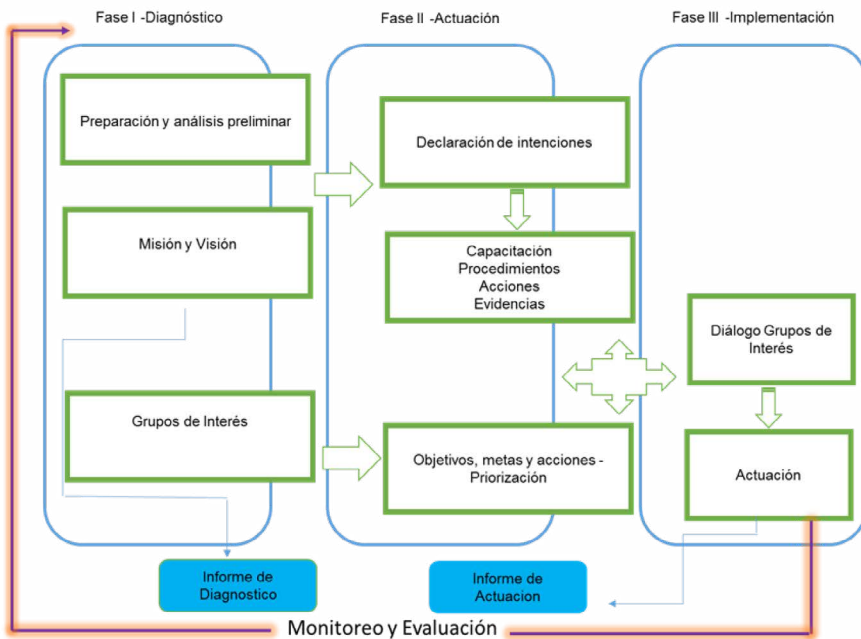 Fase I -Diagnóstico
Fase II -Actuación
Fase III -Implementación
Preparación y análisis preliminar
Misión y Visión
Grupos de Interés
Declaración de intenciones
Capacitación
Procedimientos
Acciones
Evidencias
Objetivos, metas y acciones -
Priorización
Diálogo Grupos de
Interés
Actuación
Informe de
Diagnostico
Informe de
Actuacion
Monitoreo y Evaluación